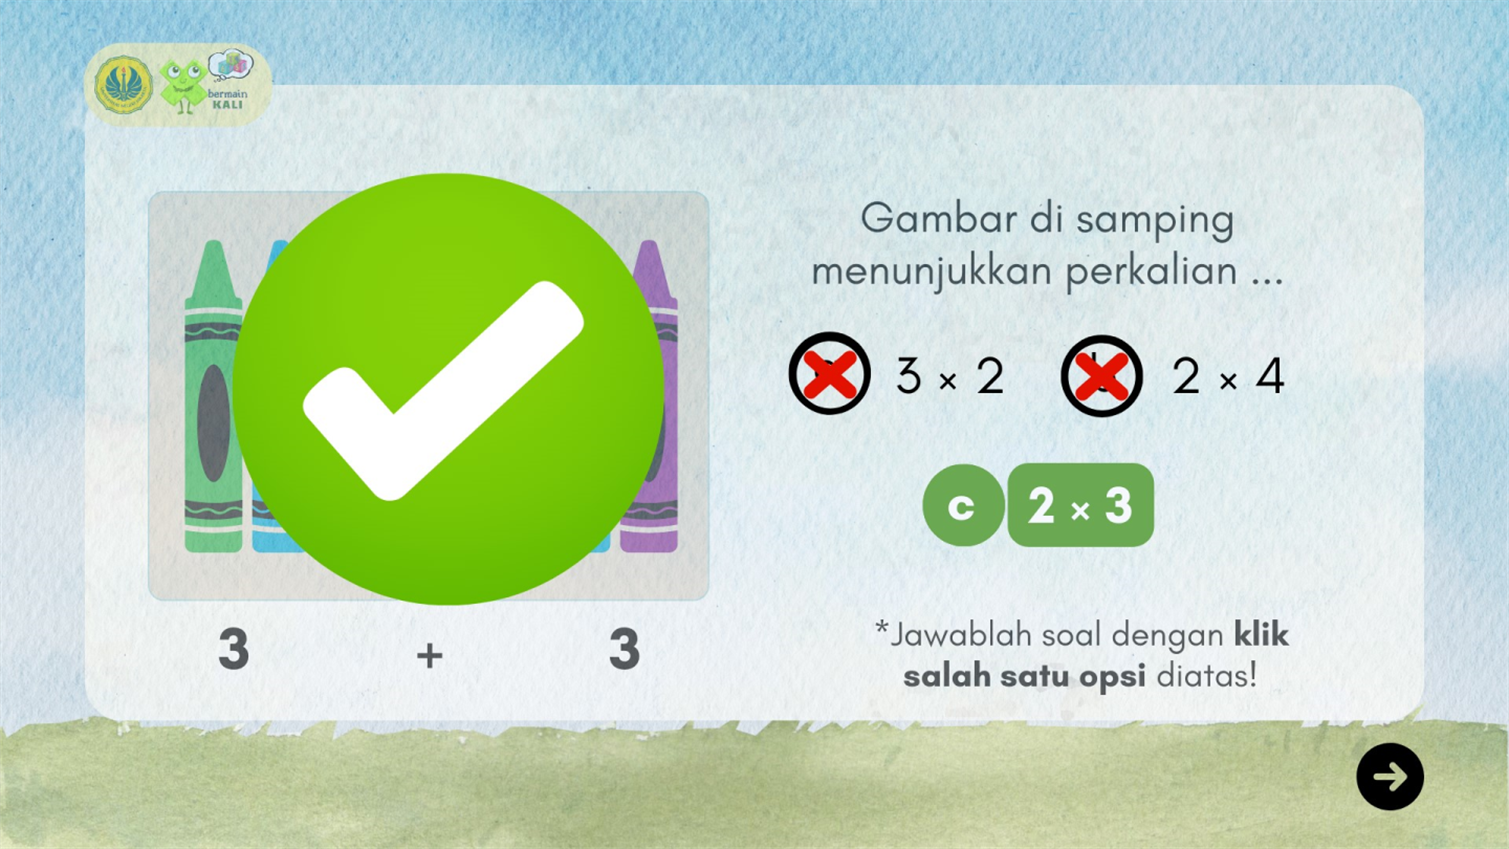 bermain
KALI
Gambar di samping
menunjukkan perkalian ...
3 × 2
2 × 4
c 2 × 3
3 + 3
*Jawablah soal dengan klik
salah satu opsi diatas!